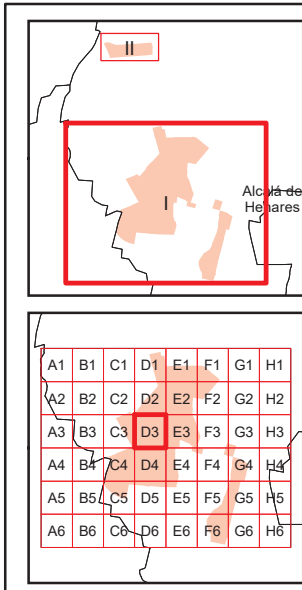 II
I
Alcalá de
Henares
A1 B1 C1 D1 E1 F1 G1 H1
A2 B2 C2 D2 E2 F2 G2 H2
A3 B3 C3 D3 E3 F3 G3 H3
A4 B4 C4 D4 E4 F4 G4 H4
A5 B5 C5 D5 E5 F5 G5 H5
A6 B6 C6 D6 E6 F6 G6 H6